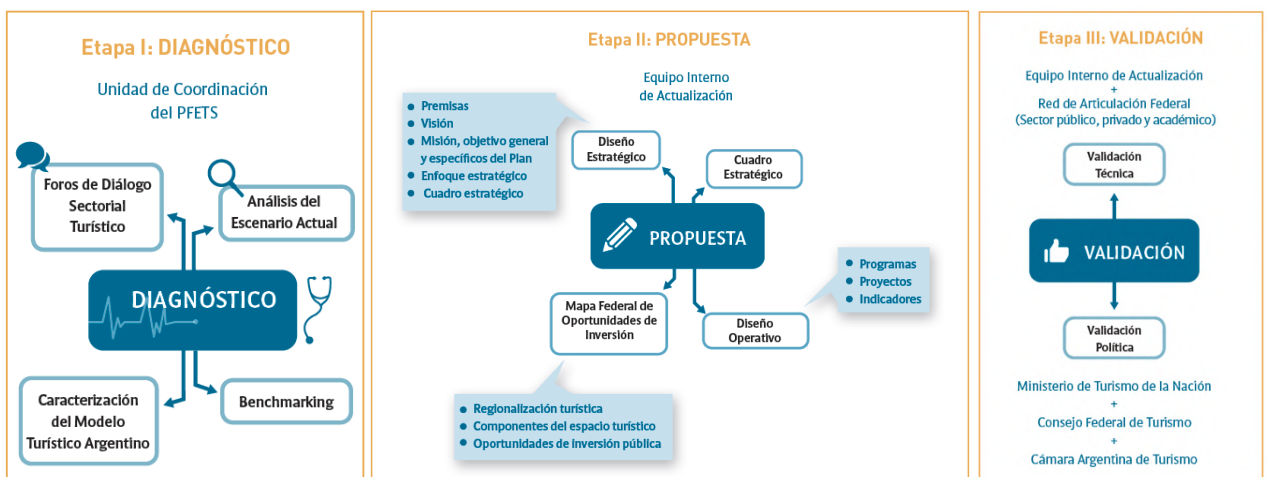 Etapa I: DIAGNÓSTICO
Unidad de Coordinación
del PFETS
Foros de Diálogo
Sectorial
Turístico
Análisis del
Escenario Actual
DIAGNÓSTICO
Caracterización
del Modelo
Turístico Argentino
Benchmarking
Etapa II: PROPUESTA
Equipo Interno
de Actualización
Premisas
Visión
Misión, objetivo general
y específicos del Plan
Enfoque estratégico
Cuadro estratégico
Diseño
Estratégico
Cuadro
Estratégico
PROPUESTA
Programas
Proyectos
Indicadores
Mapa Federal de
Oportunidades de
Inversión
Diseño
Operativo
Regionalización turística
Componentes del espacio turístico
Oportunidades de inversión pública
Etapa III: VALIDACIÓN
Equipo Interno de Actualización
+
Red de Articulación Federal
(Sector público, privado y académico)
Validación
Técnica
VALIDACIÓN
Validación
Política
Ministerio de Turismo de la Nación
+
Consejo Federal de Turismo
+
Cámara Argentina de Turismo